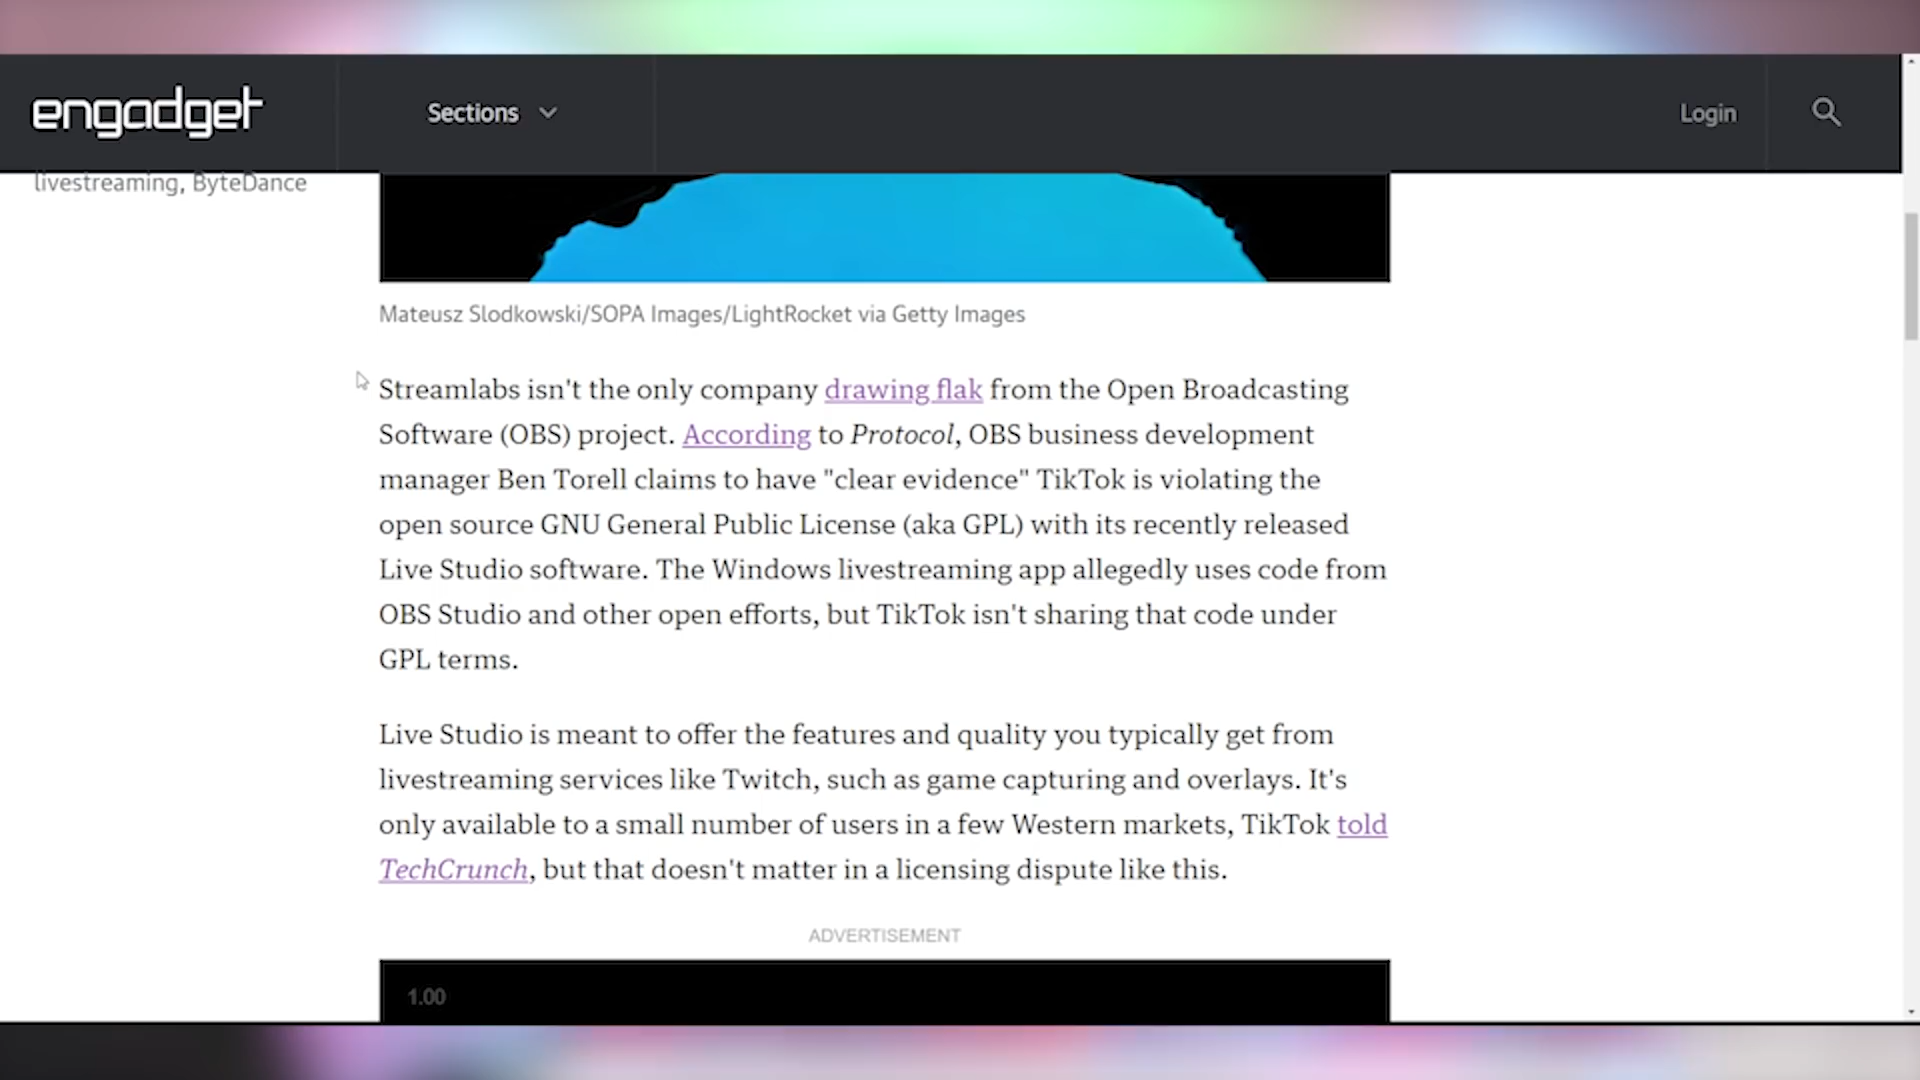 engadget
Sections
Login
livestreaming, ByteDance
Mateusz Slodkowski/SOPA Images/LightRocket via Getty Images
Streamlabs isn't the only company drawing flak from the Open Broadcasting
Software (OBS) project. According to Protocol, OBS business development
manager Ben Torell claims to have "clear evidence" TikTok is violating the
open source GNU General Public License (aka GPL) with its recently released
Live Studio software. The Windows livestreaming app allegedly uses code from
OBS Studio and other open efforts, but TikTok isn't sharing that code under
GPL terms.
Live Studio is meant to offer the features and quality you typically get from
livestreaming services like Twitch, such as game capturing and overlays. It's
only available to a small number of users in a few Western markets, TikTok told
TechCrunch, but that doesn't matter in a licensing dispute like this.
ADVERTISEMENT
1.00